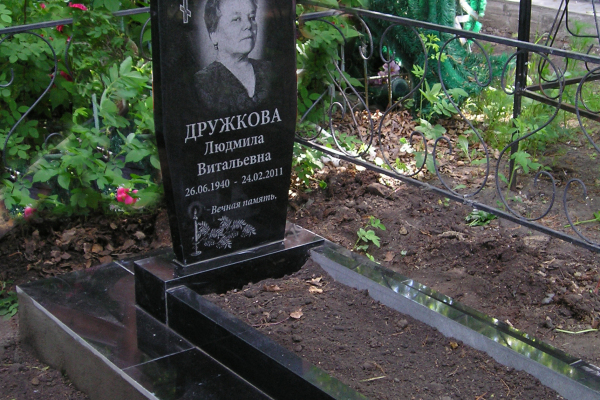 ДРУЖКОВА
Людмила
Витальевна
26.06.1940 - 24.02.2011
Вечная память.